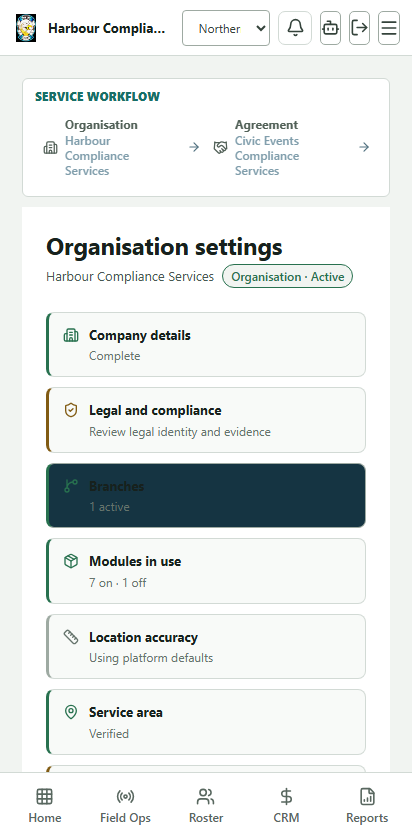 Harbour Complia...
Norther
SERVICE WORKFLOW
Organisation
Harbour
Compliance
Services
Agreement
Civic Events
Compliance
Services
Organisation settings
Harbour Compliance Services
Organisation · Active
Company details
Complete
Legal and compliance
Review legal identity and evidence
Branches
1 active
Modules in use
7 on · 1 off
Location accuracy
Using platform defaults
Service area
Verified
Home
Field Ops
Roster
CRM
Reports